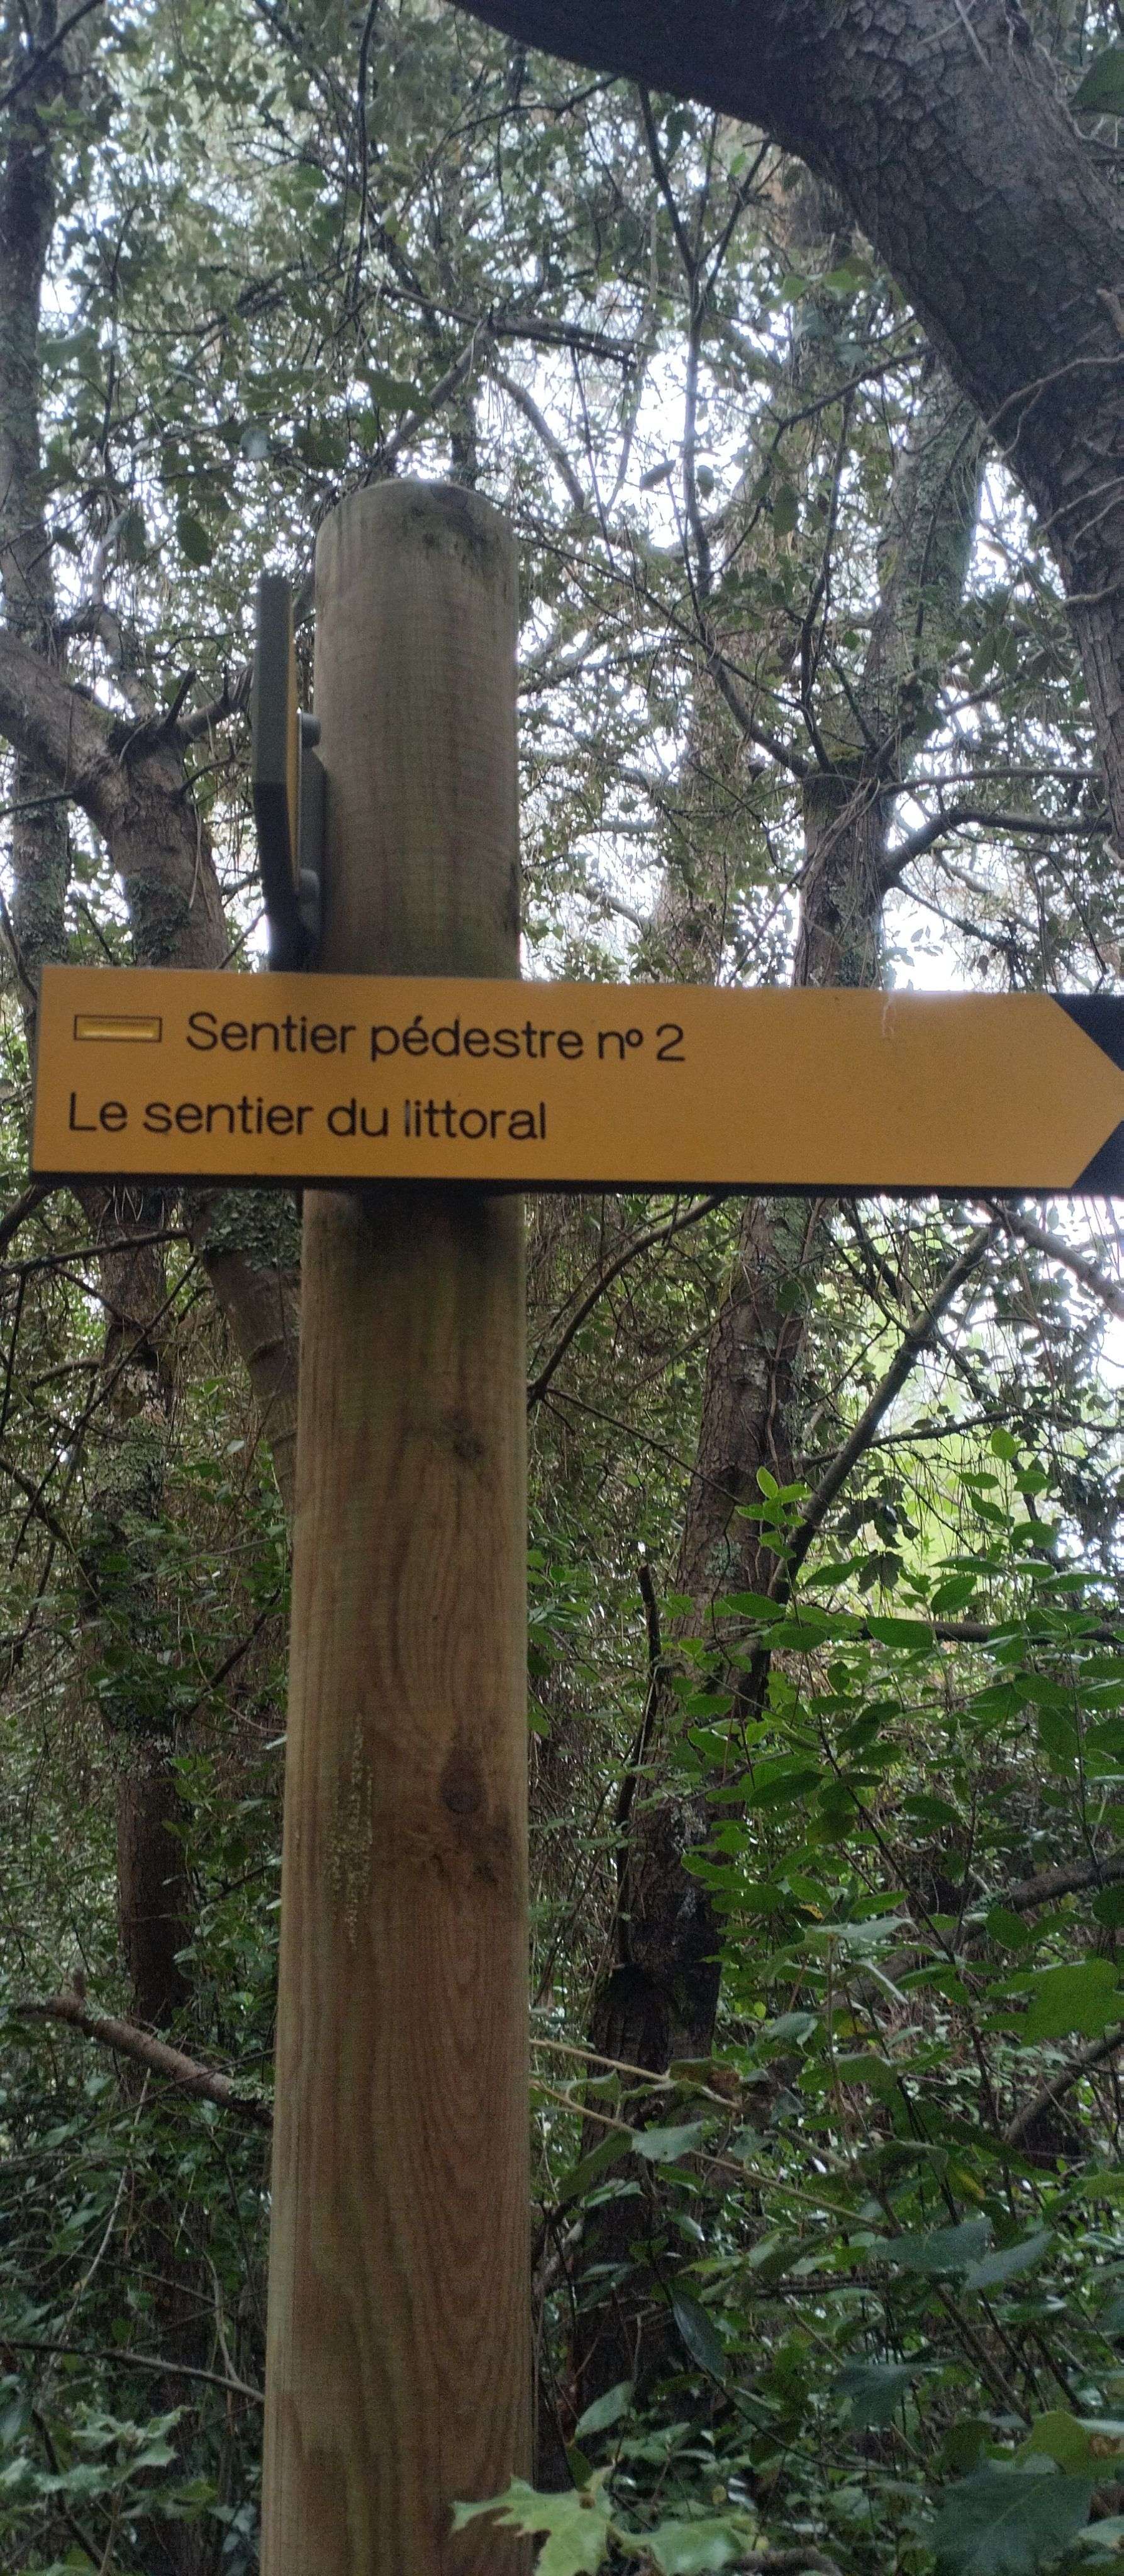 Sentier pédestre nº 2
Le sentier du littoral